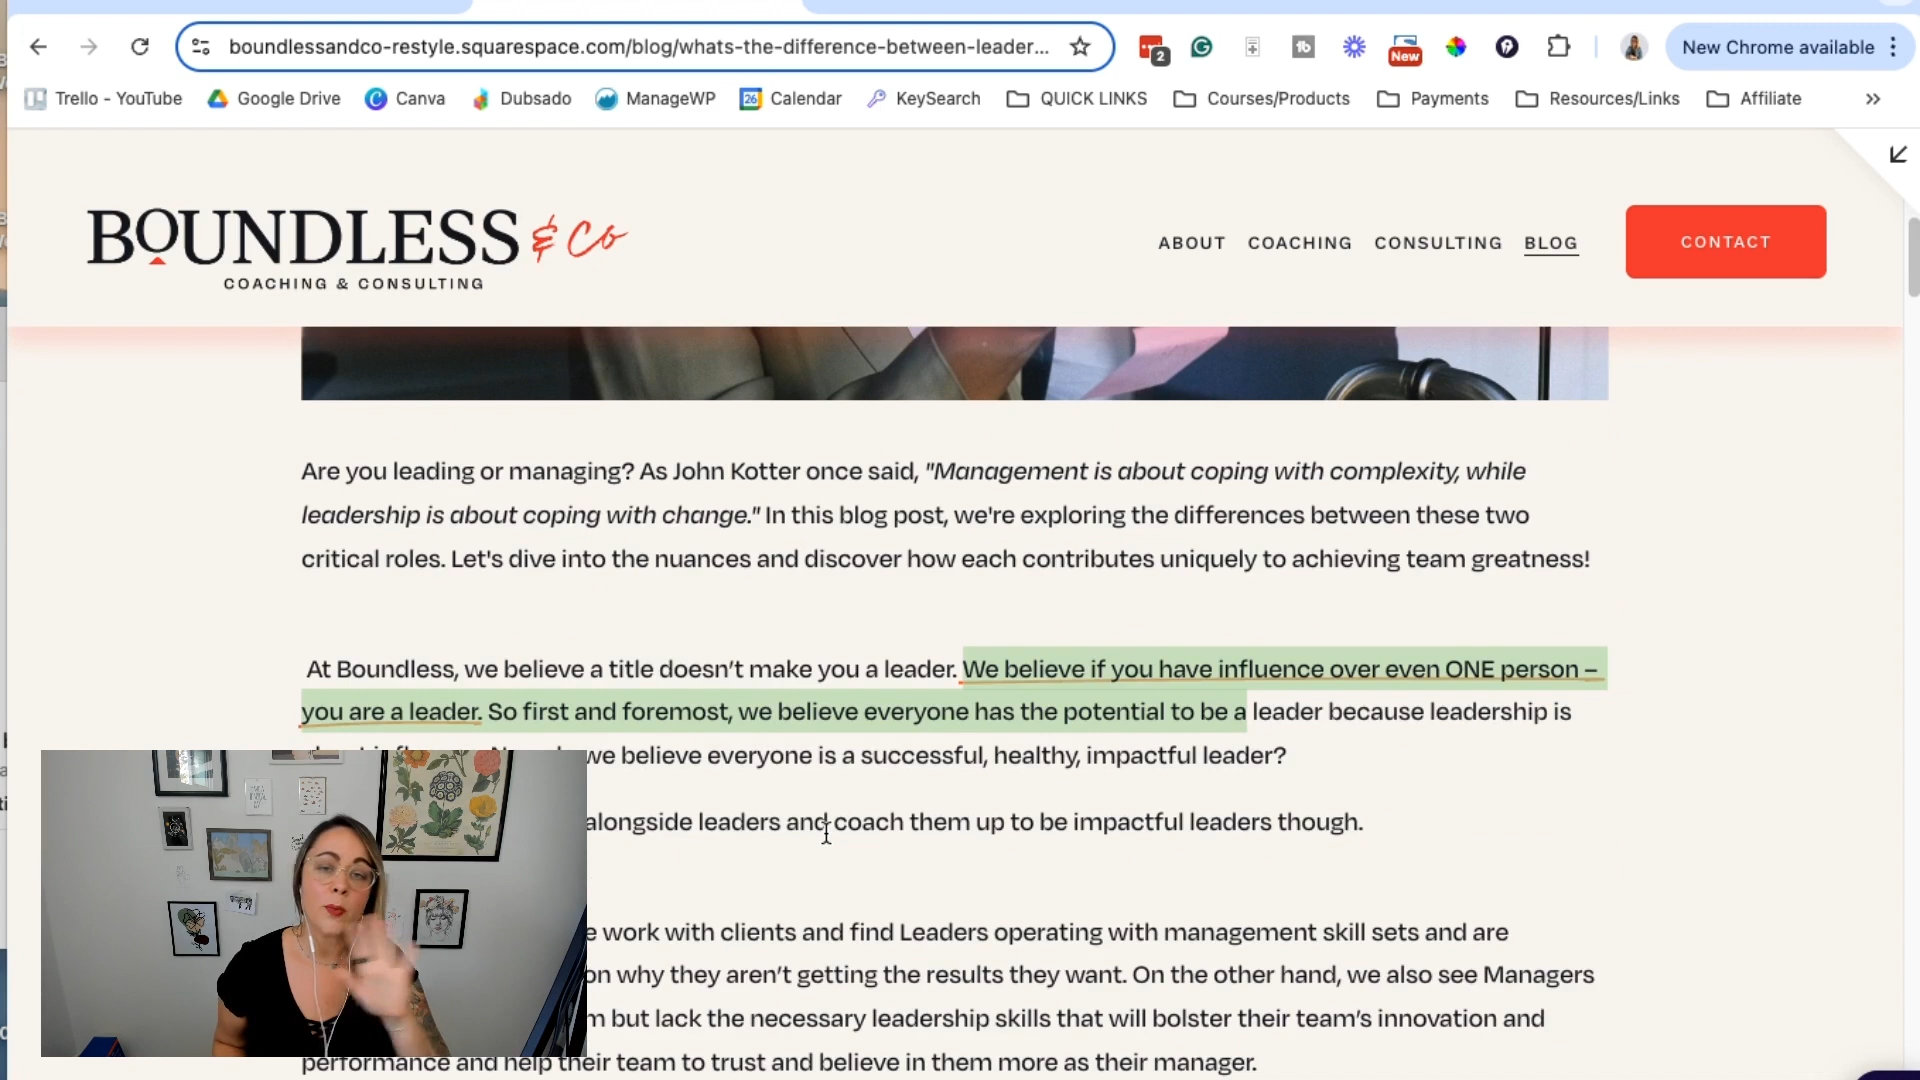 boundlessandco-restyle.squarespace.com/blog/whats-the-difference-between-leader...
2
New
New Chrome available
Trello - YouTube
Google Drive
Canva
Dubsado
26
ManageWP
Calendar
KeySearch
QUICK LINKS
Courses/Products
Payments
Resources/Links
Affiliate
BOUNDLESS & Co
COACHING & CONSULTING
ABOUT
COACHING
CONSULTING
BLOG
CONTACT
Are you leading or managing? As John Kotter once said, "Management is about coping with complexity, while
leadership is about coping with change." In this blog post, we're exploring the differences between these two
critical roles. Let's dive into the nuances and discover how each contributes uniquely to achieving team greatness!
At Boundless, we believe a title doesn’t make you a leader. We believe if you have influence over even ONE person –
you are a leader. So first and foremost, we believe everyone has the potential to be a leader because leadership is
we believe everyone is a successful, healthy, impactful leader?
alongside leaders and coach them up to be impactful leaders though.
work with clients and find Leaders operating with management skill sets and are
on why they aren’t getting the results they want. On the other hand, we also see Managers
but lack the necessary leadership skills that will bolster their team’s innovation and
performance and help their team to trust and believe in them more as their manager.